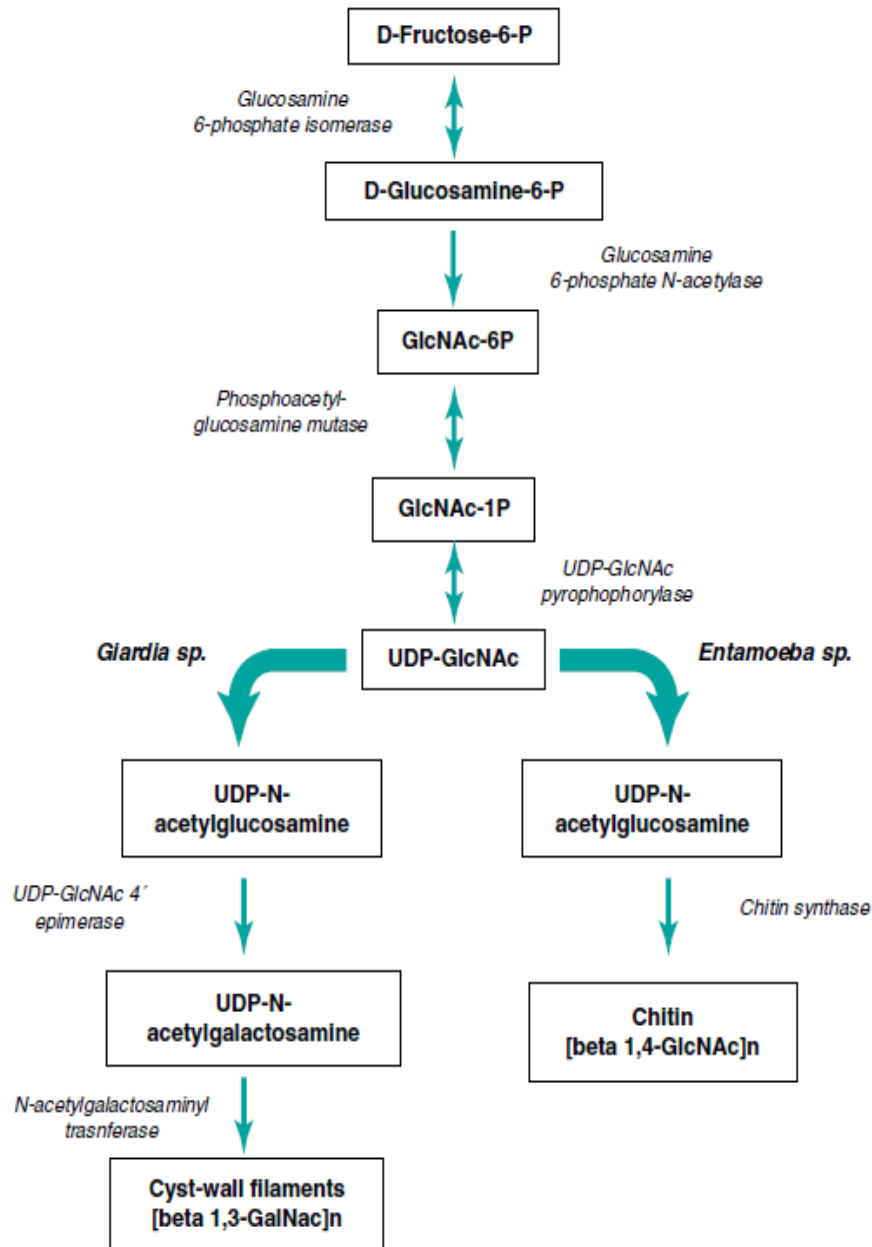 D-Fructose-6-P
Glucosamine
6-phosphate isomerase
D-Glucosamine-6-P
Glucosamine
6-phosphate N-acetylase
GlcNAc-6P
Phosphoacetyl-
glucosamine mutase
GlcNAc-1P
UDP-GlcNAc
pyrophophorylase
Giardia sp.
UDP-GlcNAc
Entamoeba sp.
UDP-N-
acetylglucosamine
UDP-N-
acetylglucosamine
UDP-GlcNAc 4´
epimerase
Chitin synthase
UDP-N-
acetylgalactosamine
Chitin
[beta 1,4-GlcNAc]n
N-acetylgalactosaminyl
trasnferase
Cyst-wall filaments
[beta 1,3-GalNac]n